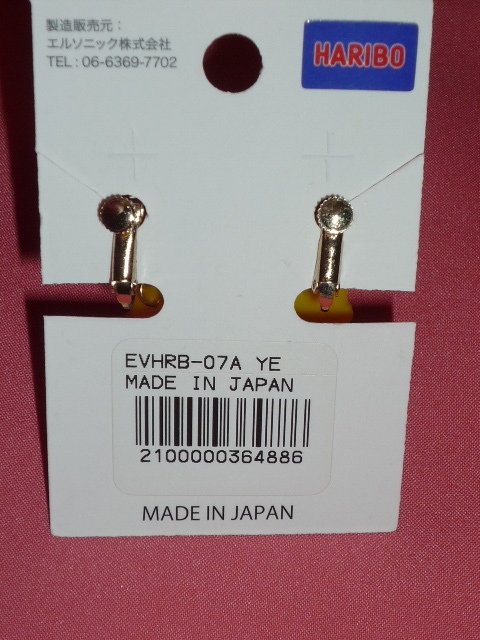 製造販売元:
エルソニック株式会社
TEL:06-6369-7702
HARIBO
EVHRB-07A YE
MADE IN JAPAN
2100000364886
MADE IN JAPAN